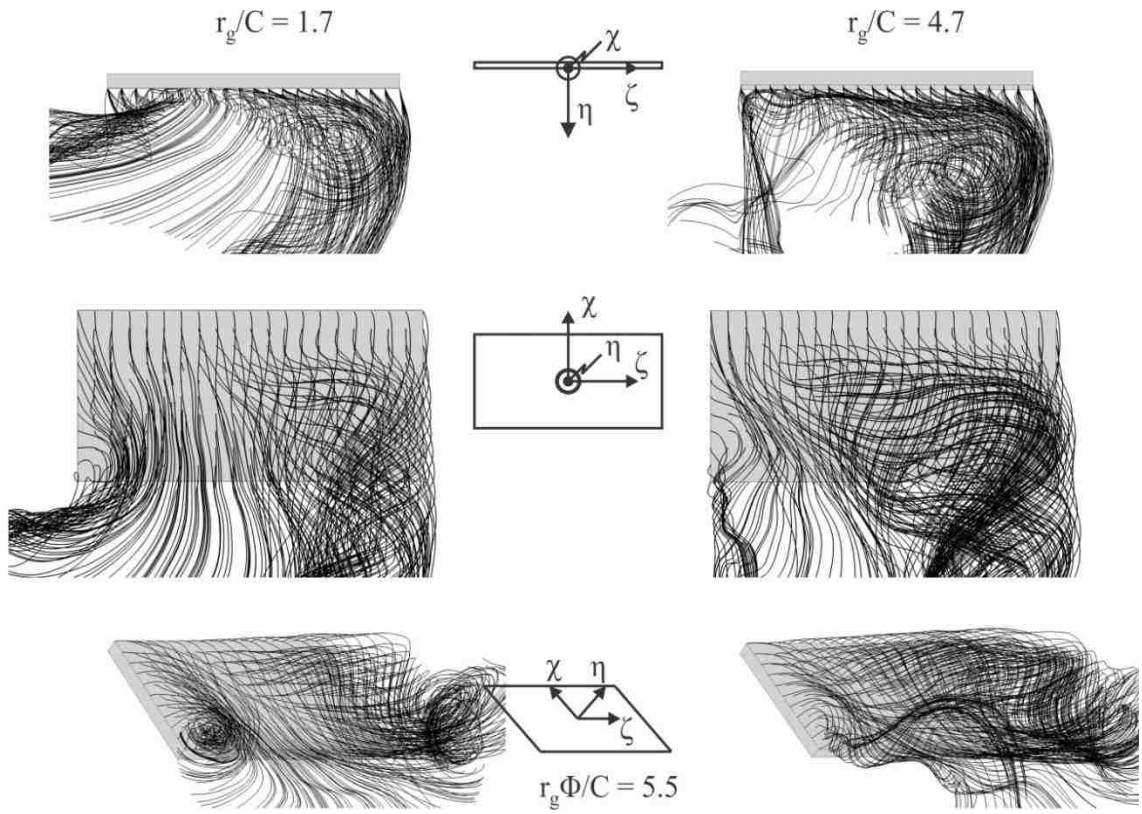 r_g/C = 1.7
r_g/C = 4.7
χ
ζ
η
χ
η
ζ
χ
η
ζ
r_gΦ/C = 5.5